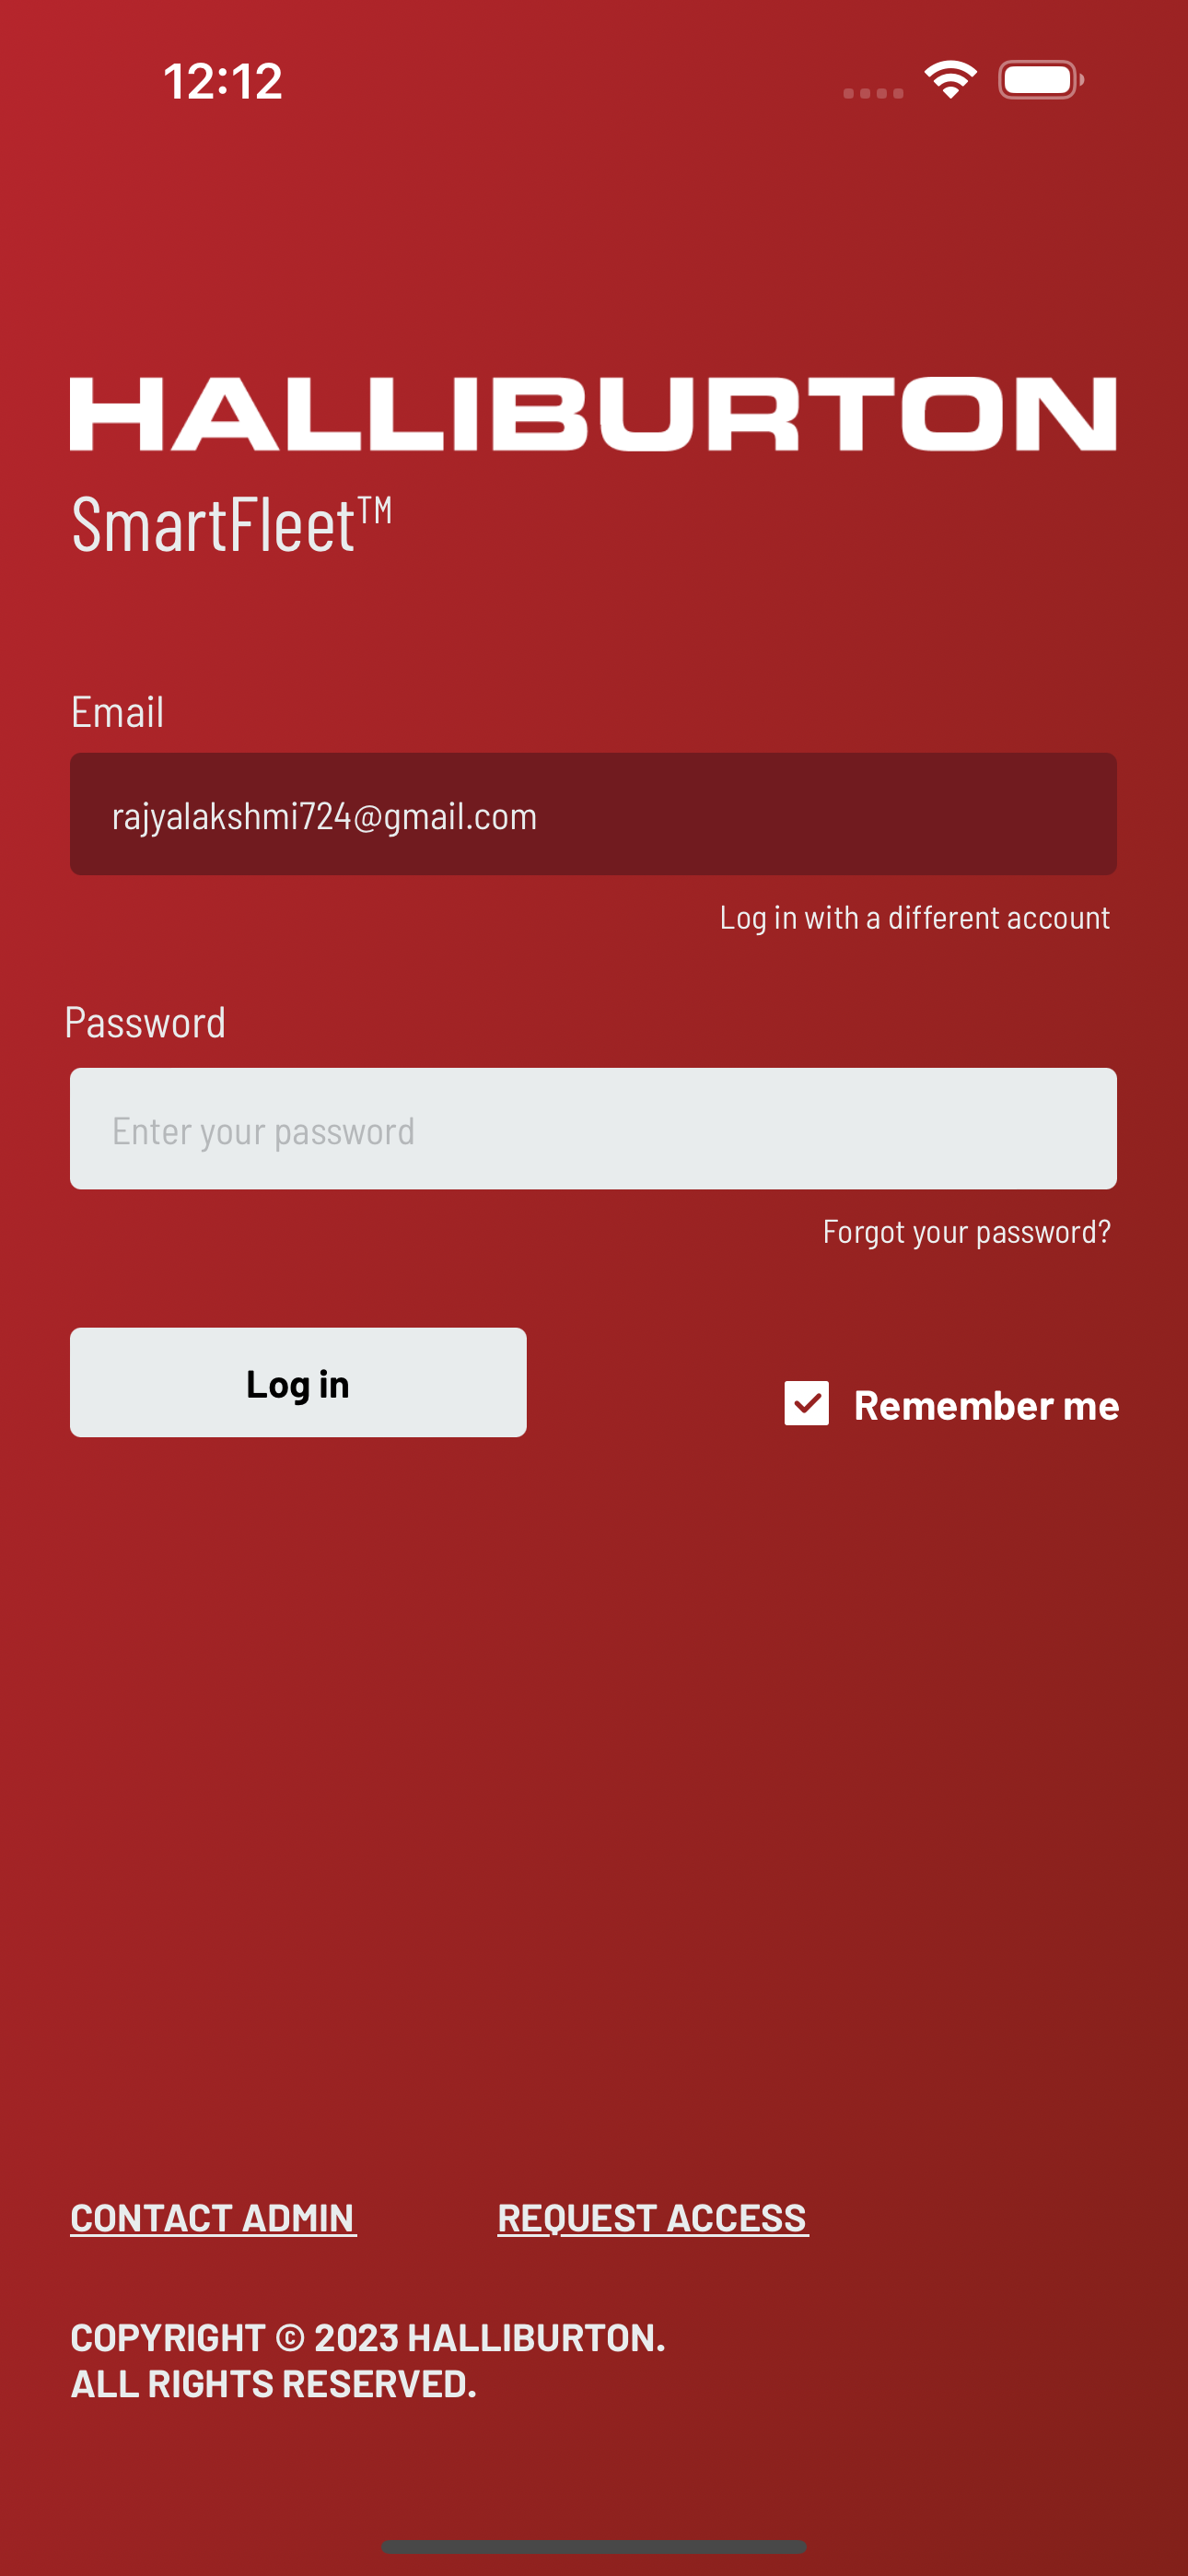 12:12
HALLIBURTON
SmartFleet™
Email
rajyalakshmi724@gmail.com
Log in with a different account
Password
Enter your password
Forgot your password?
Log in
Remember me
CONTACT ADMIN
REQUEST ACCESS
COPYRIGHT © 2023 HALLIBURTON.
ALL RIGHTS RESERVED.